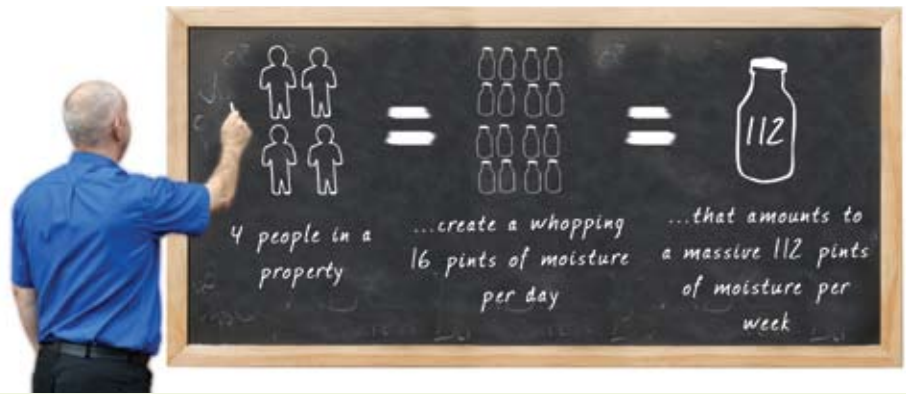 4 people in a
property
...create a whopping
16 pints of moisture
per day
112
...that amounts to
a massive 112 pints
of moisture per
week